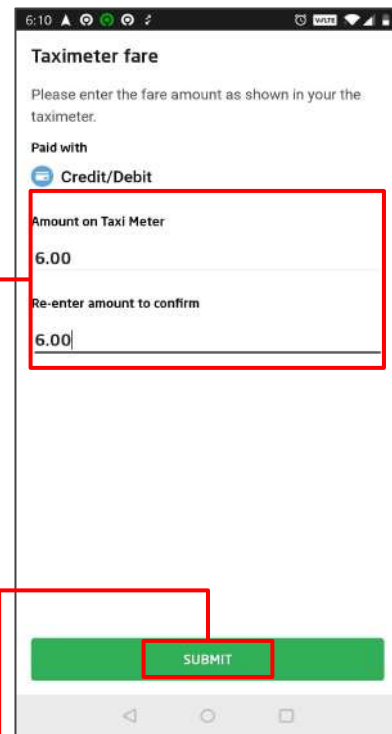 6:10
VoLTE
Taximeter fare
Please enter the fare amount as shown in your the
taximeter.
Paid with
Credit/Debit
Amount on Taxi Meter
6.00
Re-enter amount to confirm
6.00
SUBMIT